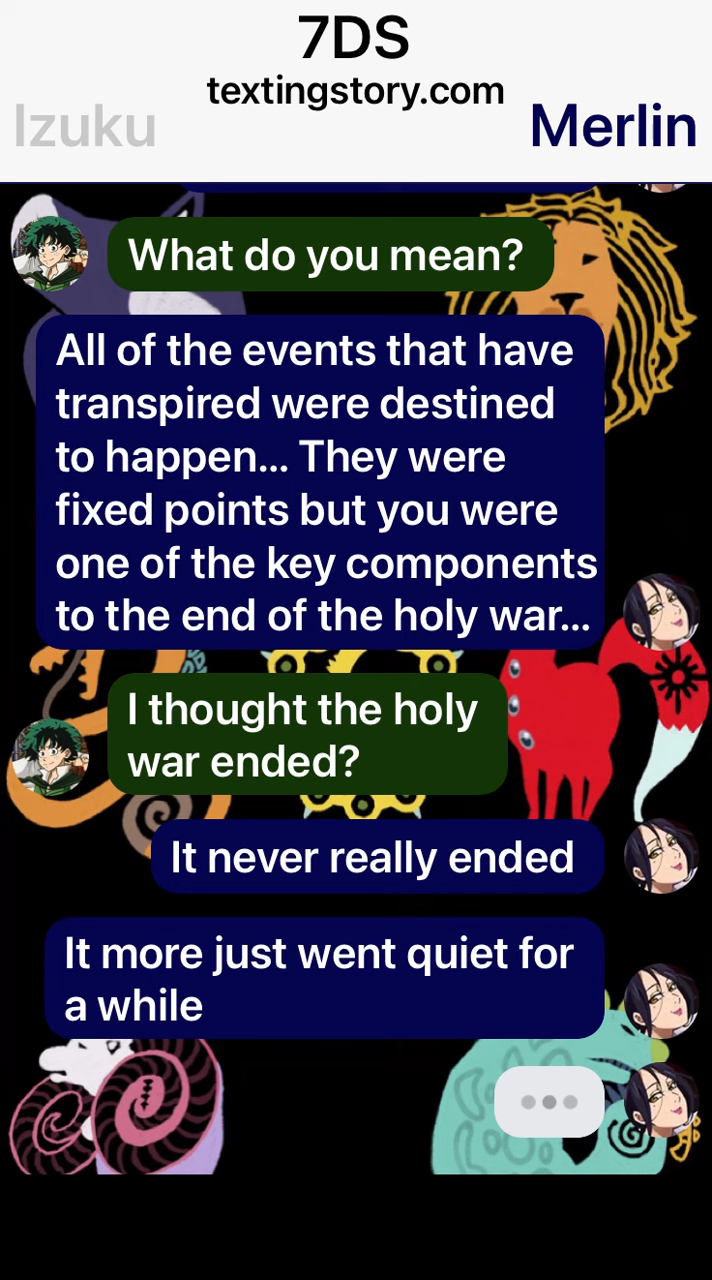 7DS
textingstory.com
Izuku
Merlin
What do you mean?
All of the events that have
transpired were destined
to happen... They were
fixed points but you were
one of the key components
to the end of the holy war...
I thought the holy
war ended?
It never really ended
It more just went quiet for
a while